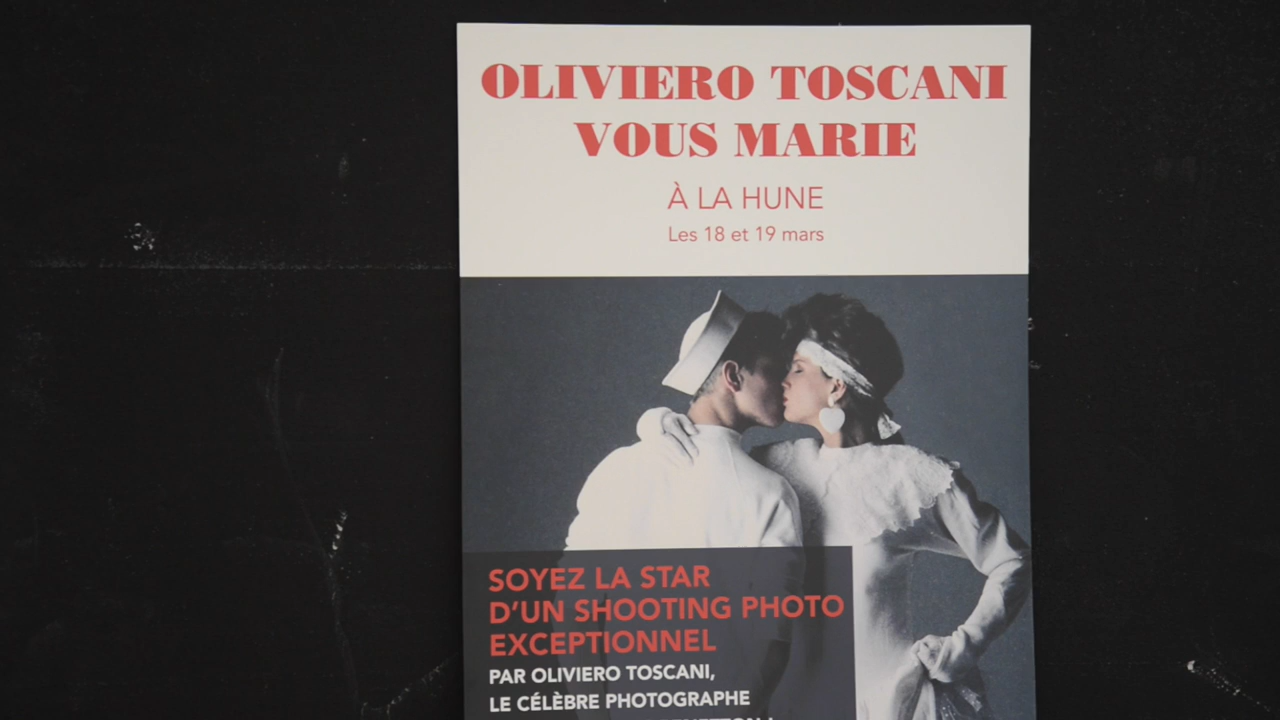 OLIVIERO TOSCANI
VOUS MARIE
À LA HUNE
Les 18 et 19 mars
SOYEZ LA STAR
D'UN SHOOTING PHOTO
EXCEPTIONNEL
PAR OLIVIERO TOSCANI,
LE CÉLÈBRE PHOTOGRAPHE